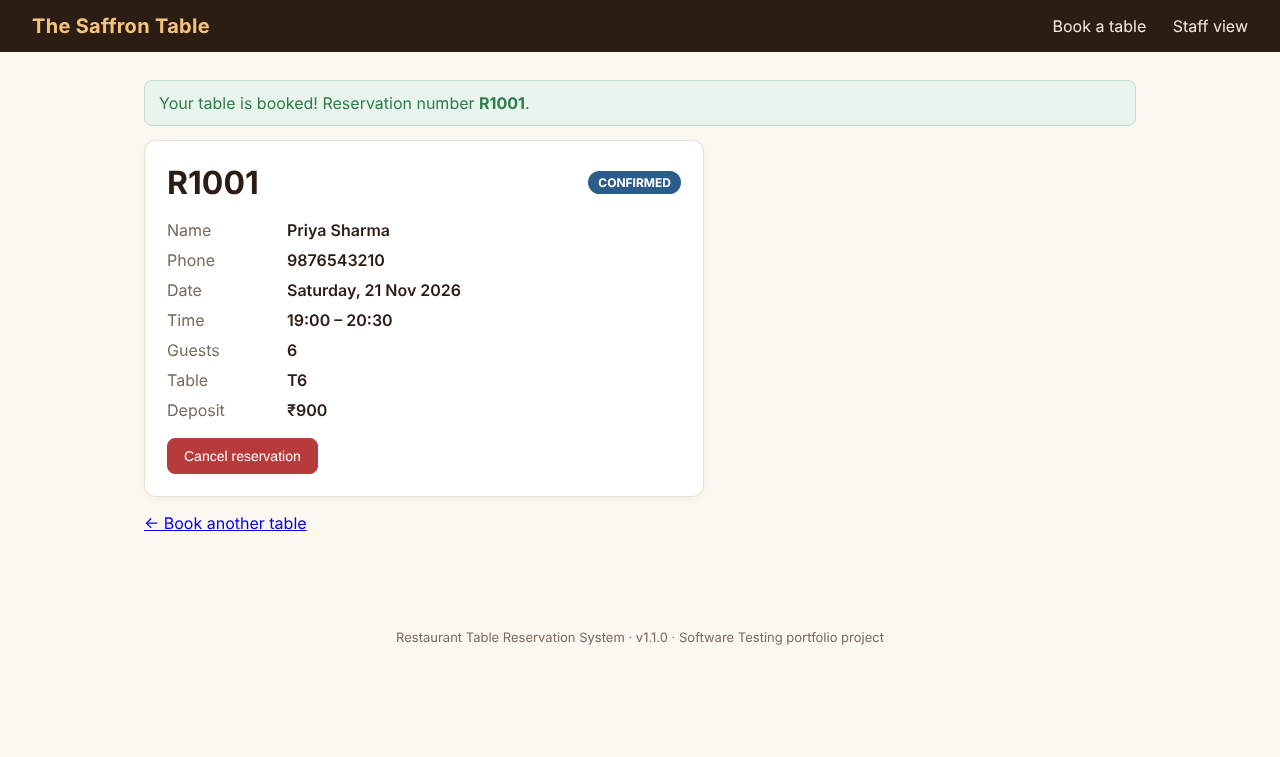 The Saffron Table
Book a table
Staff view
Your table is booked! Reservation number R1001.
R1001
CONFIRMED
Name Priya Sharma
Phone 9876543210
Date Saturday, 21 Nov 2026
Time 19:00 – 20:30
Guests 6
Table T6
Deposit ₹900
Cancel reservation
← Book another table
Restaurant Table Reservation System · v1.1.0 · Software Testing portfolio project